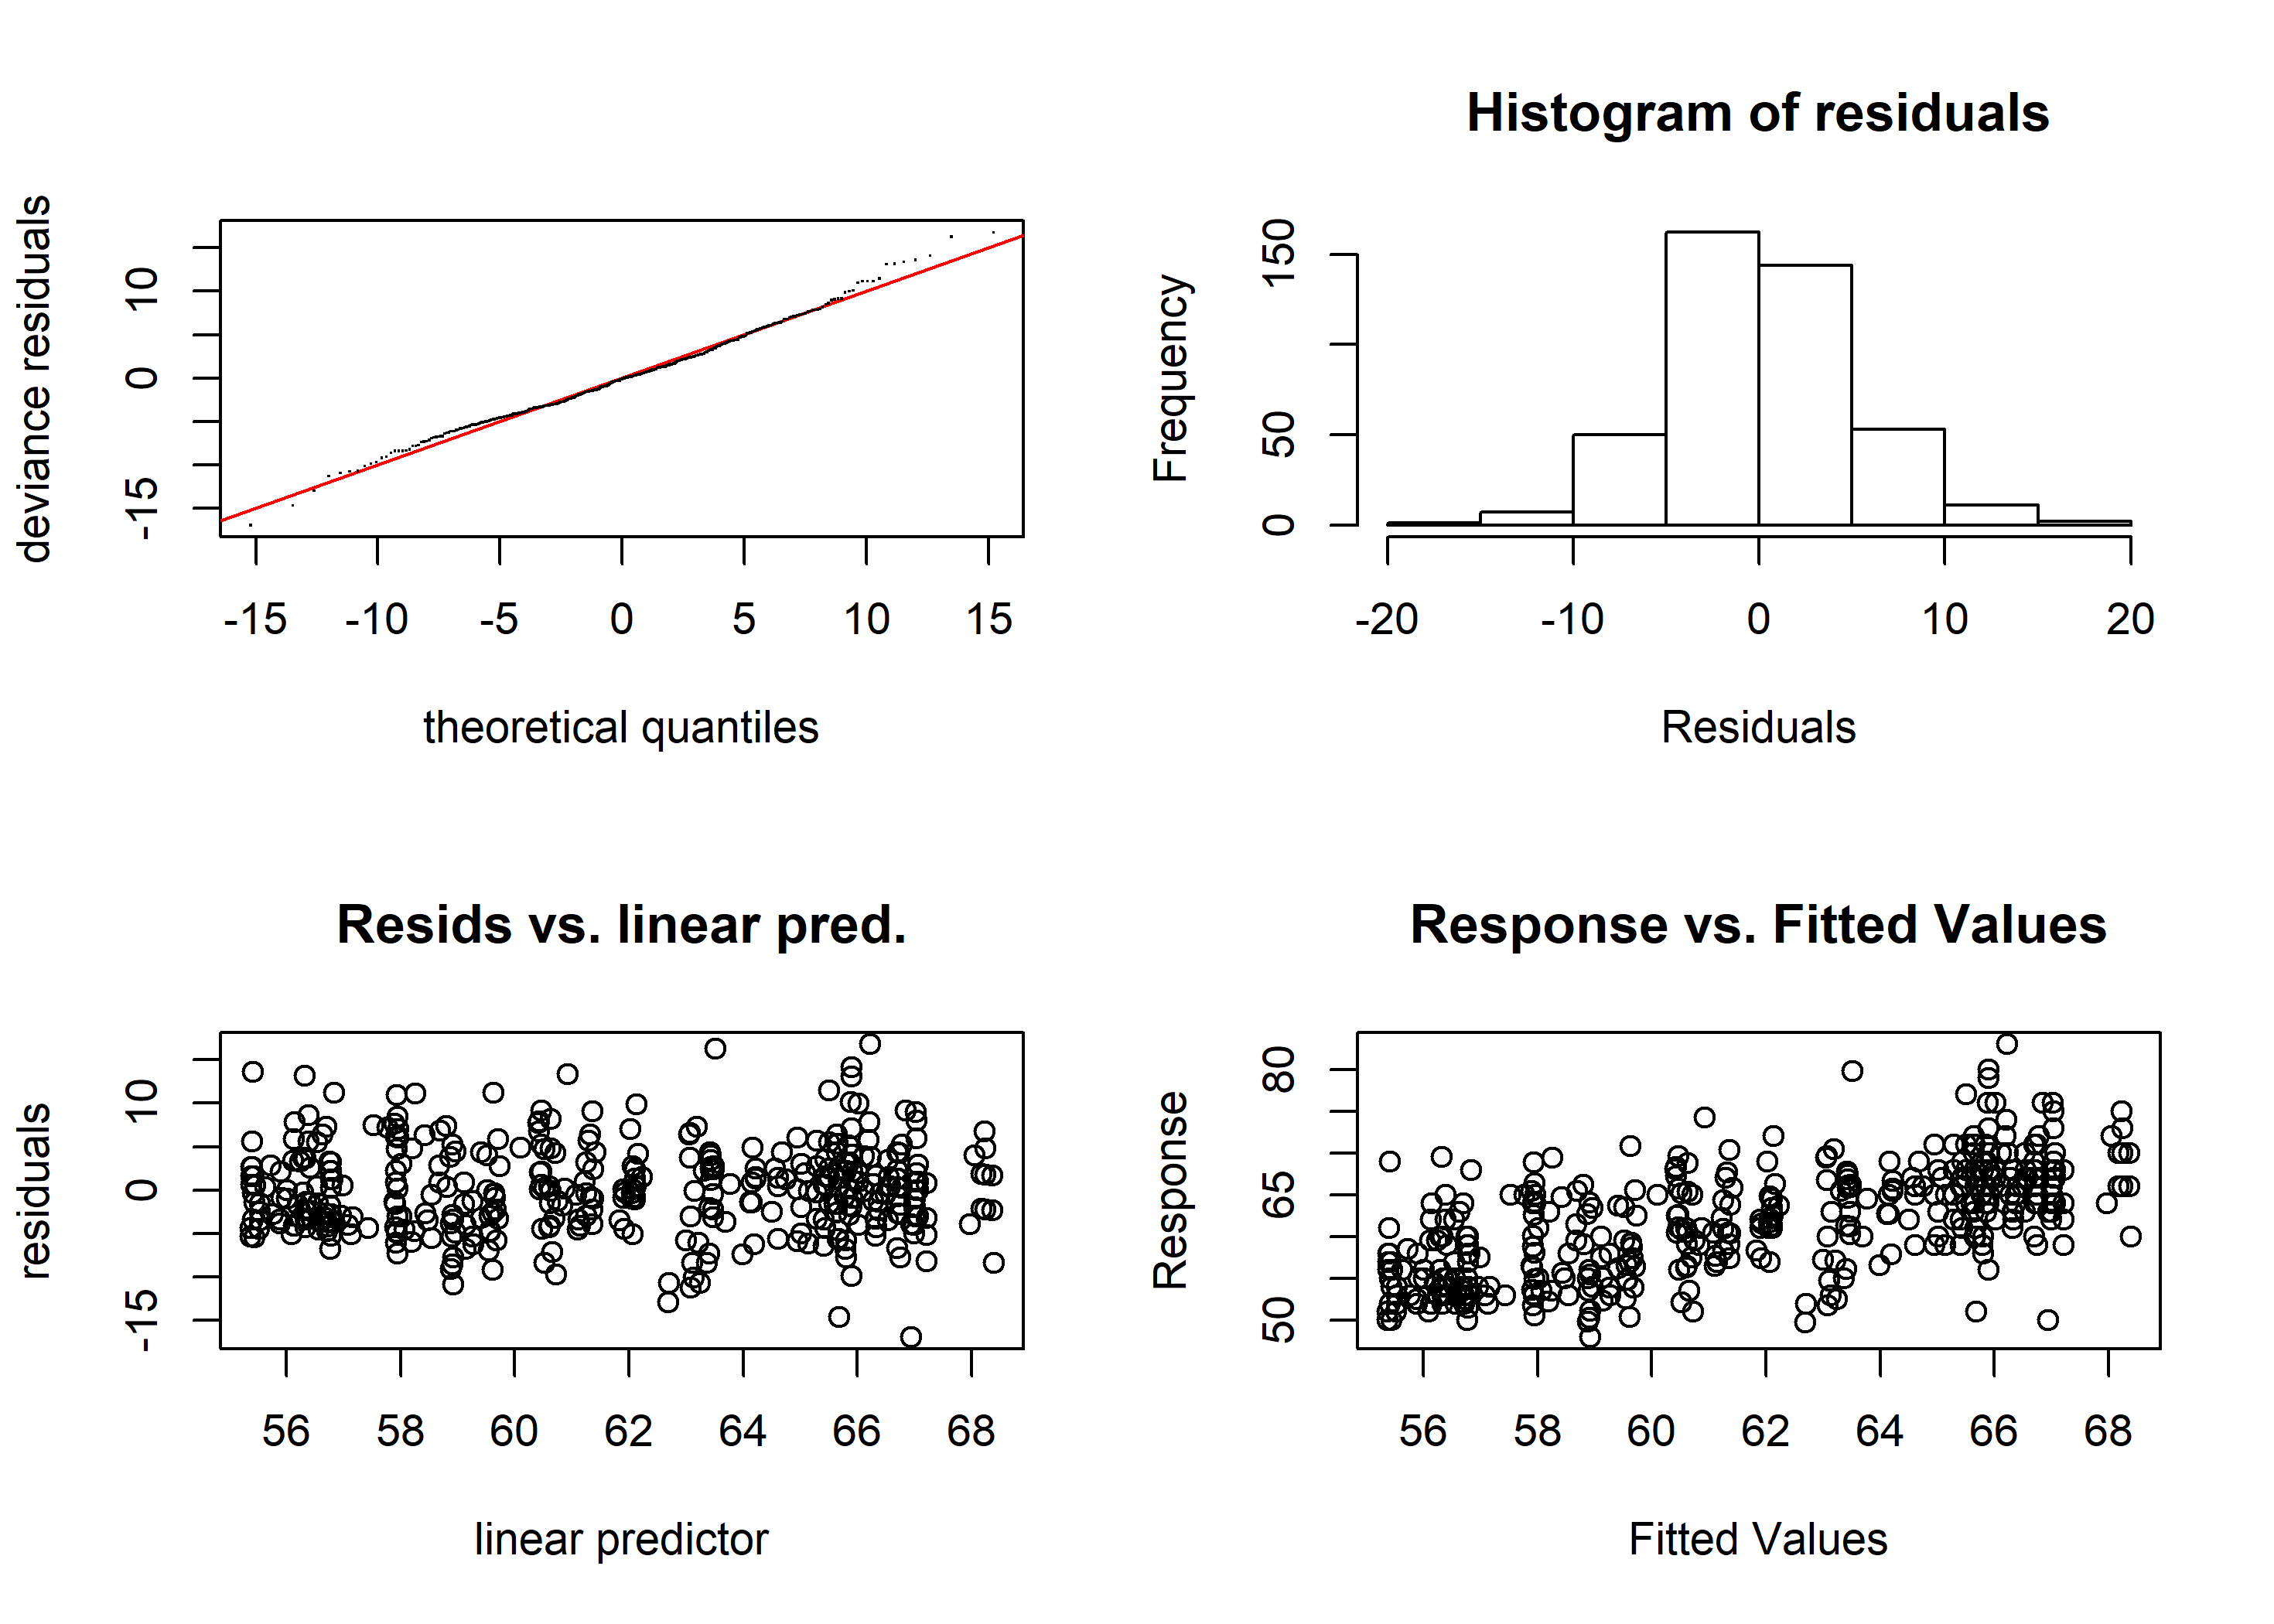 deviance residuals
10
0
-15
-15 -10 -5 0 5 10 15
theoretical quantiles
Histogram of residuals
Frequency
150
50
0
-20 -10 0 10 20
Residuals
Resids vs. linear pred.
residuals
10
0
-15
56 58 60 62 64 66 68
linear predictor
Response vs. Fitted Values
Response
80
65
50
56 58 60 62 64 66 68
Fitted Values